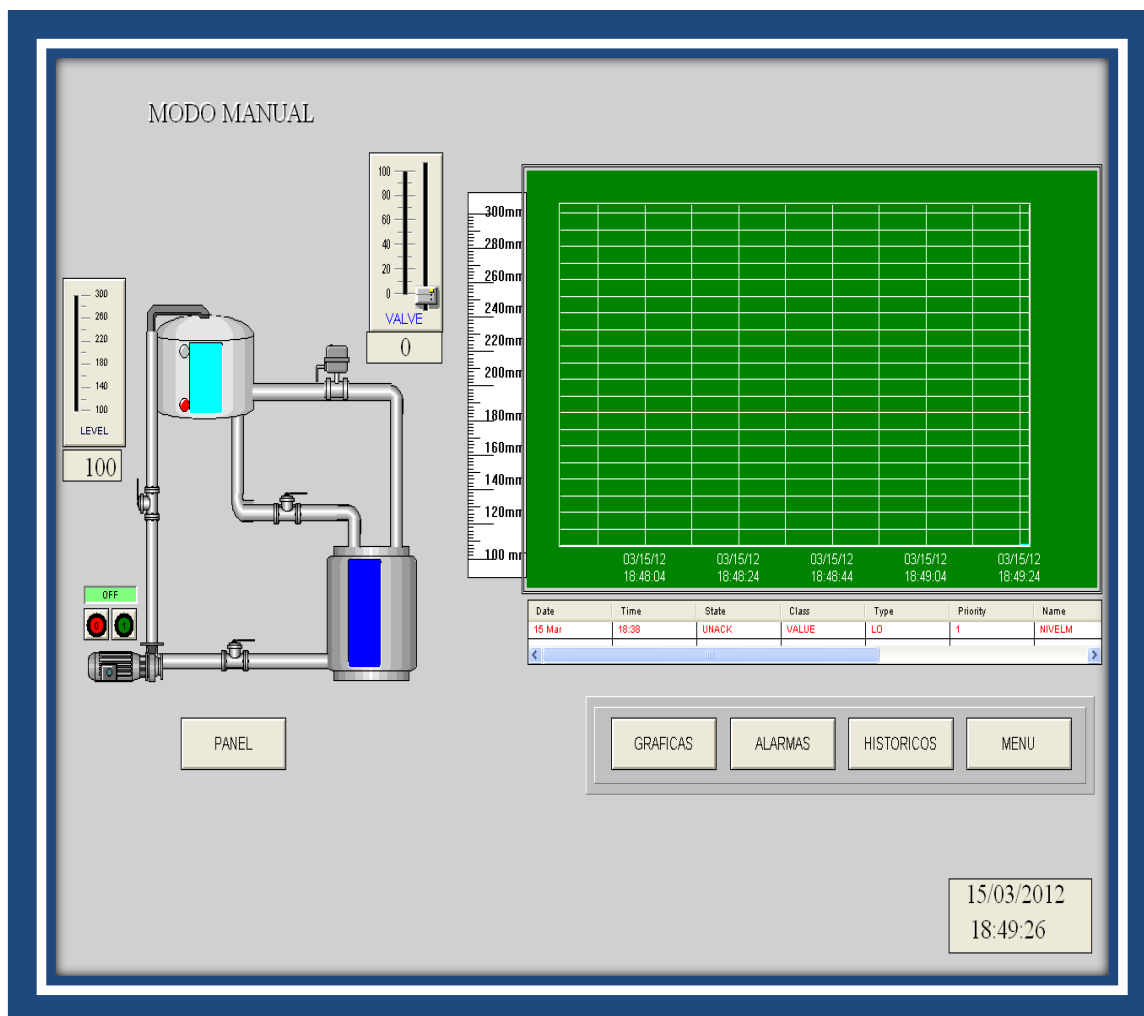 MODO MANUAL
100
80
60
40
20
0
VALVE
0
300
260
220
180
140
100
LEVEL
100
300mm
280mm
260mm
240mm
220mm
200mm
180mm
160mm
140mm
120mm
100 mm
03/15/12 03/15/12 03/15/12 03/15/12 03/15/12
18:48:04 18:48:24 18:48:44 18:49:04 18:49:24
OFF
0 1
Date Time State Class Type Priority Name
15 Mar 18:38 UNACK VALUE LO 1 NIVELM
PANEL
GRAFICAS ALARMAS HISTORICOS MENU
15/03/2012
18:49:26